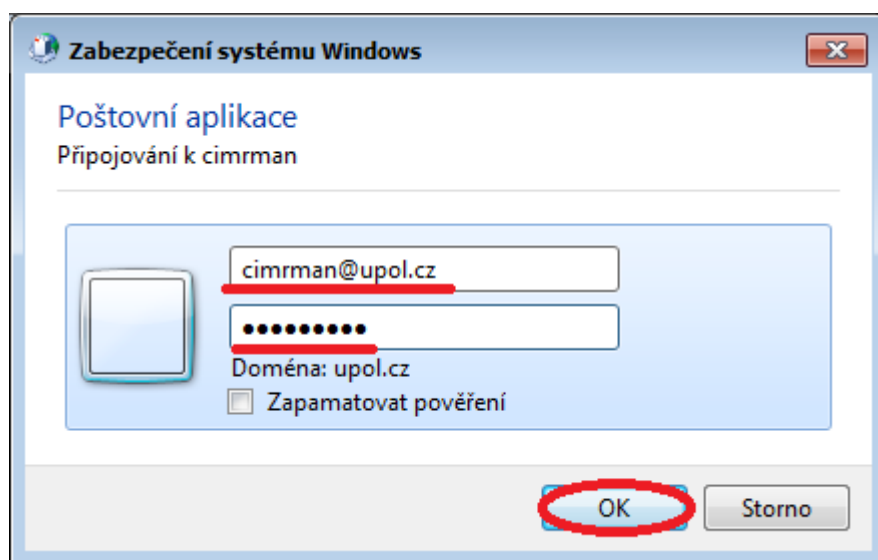 Zabezpečení systému Windows
Poštovní aplikace
Připojování k cimrman
cimrman@upol.cz
●●●●●●●●●
Doména: upol.cz
Zapamatovat pověření
OK
Storno